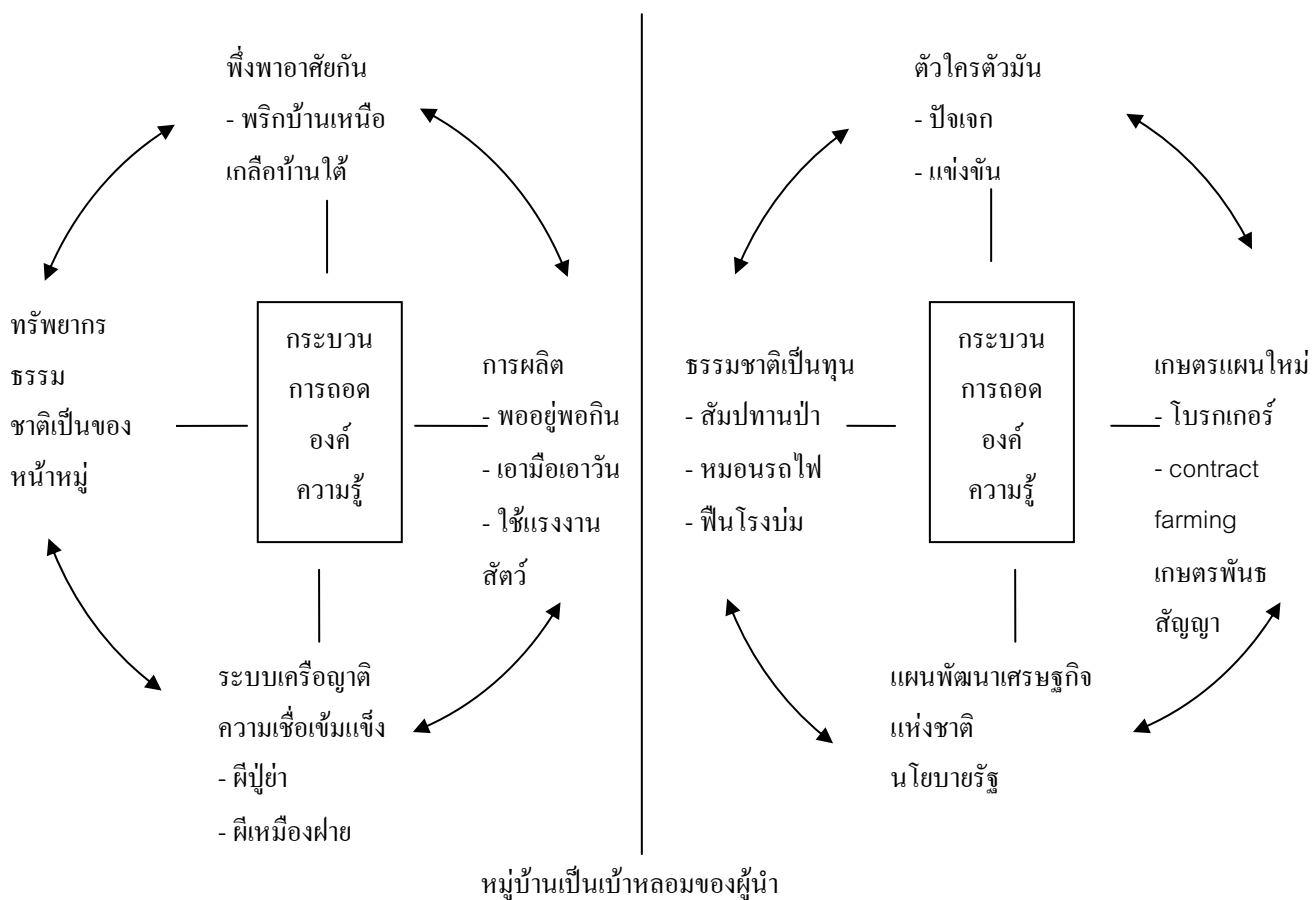 พึ่งพาอาศัยกัน
- พริกบ้านเหนือ
เกลือบ้านใต้
ทรัพยากร
ธรรม
ชาติเป็นของ
หน้าหมู่
กระบวน
การถอด
องค์
ความรู้
การผลิต
- พออยู่พอกิน
- เอามือเอาวัน
- ใช้แรงงาน
สัตว์
ระบบเครือญาติ
ความเชื่อเข้มแข็ง
- ผีปู่ย่า
- ผีเหมืองฝาย
ตัวใครตัวมัน
- ปัจเจก
- แข่งขัน
ธรรมชาติเป็นทุน
- สัมปทานป่า
- หมอนรถไฟ
- ฟืนโรงบ่ม
กระบวน
การถอด
องค์
ความรู้
เกษตรแผนใหม่
- โบรกเกอร์
- contract
farming
เกษตรพันธ
สัญญา
แผนพัฒนาเศรษฐกิจ
แห่งชาติ
นโยบายรัฐ
หมู่บ้านเป็นเบ้าหลอมของผู้นำ